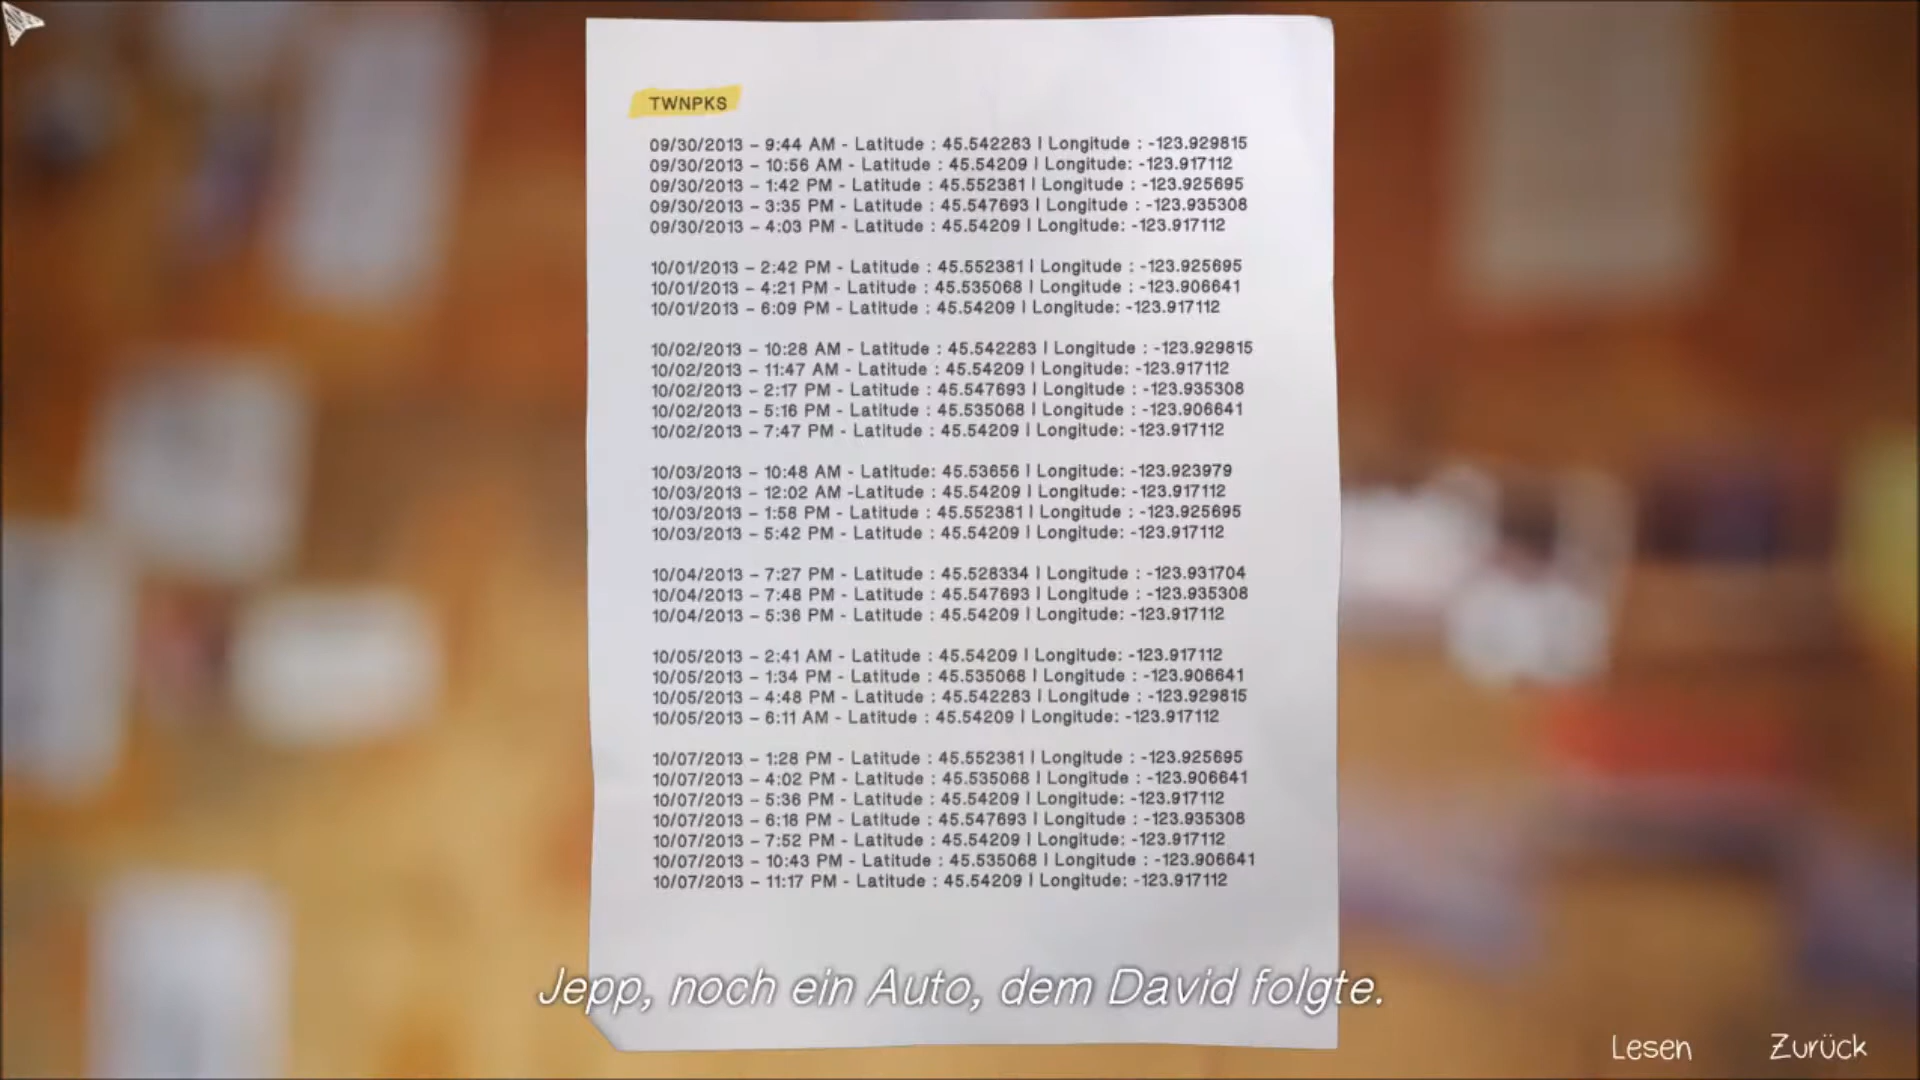 TWNPKS
09/30/2013 – 9:44 AM - Latitude : 45.542283 | Longitude : -123.929815
09/30/2013 – 10:56 AM - Latitude : 45.54209 | Longitude: -123.917112
09/30/2013 – 1:42 PM - Latitude : 45.552381 | Longitude : -123.925695
09/30/2013 – 3:35 PM - Latitude : 45.547693 | Longitude : -123.935308
09/30/2013 – 4:03 PM - Latitude : 45.54209 | Longitude: -123.917112
10/01/2013 – 2:42 PM - Latitude : 45.552381 | Longitude : -123.925695
10/01/2013 – 4:21 PM - Latitude : 45.535068 | Longitude : -123.906641
10/01/2013 – 6:09 PM - Latitude : 45.54209 | Longitude: -123.917112
10/02/2013 – 10:28 AM - Latitude : 45.542283 | Longitude : -123.929815
10/02/2013 – 11:47 AM - Latitude : 45.54209 | Longitude: -123.917112
10/02/2013 – 2:17 PM - Latitude : 45.547693 | Longitude : -123.935308
10/02/2013 – 5:16 PM - Latitude : 45.535068 | Longitude : -123.906641
10/02/2013 – 7:47 PM - Latitude : 45.54209 | Longitude: -123.917112
10/03/2013 – 10:48 AM - Latitude: 45.53656 | Longitude: -123.923979
10/03/2013 – 12:02 AM -Latitude : 45.54209 | Longitude: -123.917112
10/03/2013 – 1:58 PM - Latitude : 45.552381 | Longitude : -123.925695
10/03/2013 – 5:42 PM - Latitude : 45.54209 | Longitude: -123.917112
10/04/2013 – 7:27 PM - Latitude : 45.528334 | Longitude : -123.931704
10/04/2013 – 7:48 PM - Latitude : 45.547693 | Longitude : -123.935308
10/04/2013 – 5:36 PM - Latitude : 45.54209 | Longitude: -123.917112
10/05/2013 – 2:41 AM - Latitude : 45.54209 | Longitude: -123.917112
10/05/2013 – 1:34 PM - Latitude : 45.535068 | Longitude : -123.906641
10/05/2013 – 4:48 PM - Latitude : 45.542283 | Longitude : -123.929815
10/05/2013 – 6:11 AM - Latitude : 45.54209 | Longitude: -123.917112
10/07/2013 – 1:28 PM - Latitude : 45.552381 | Longitude : -123.925695
10/07/2013 – 4:02 PM - Latitude : 45.535068 | Longitude : -123.906641
10/07/2013 – 5:36 PM - Latitude : 45.54209 | Longitude: -123.917112
10/07/2013 – 6:18 PM - Latitude : 45.547693 | Longitude : -123.935308
10/07/2013 – 7:52 PM - Latitude : 45.54209 | Longitude: -123.917112
10/07/2013 – 10:43 PM - Latitude : 45.535068 | Longitude : -123.906641
10/07/2013 – 11:17 PM - Latitude : 45.54209 | Longitude: -123.917112
Jepp, noch ein Auto, dem David folgte.
Lesen Zurück